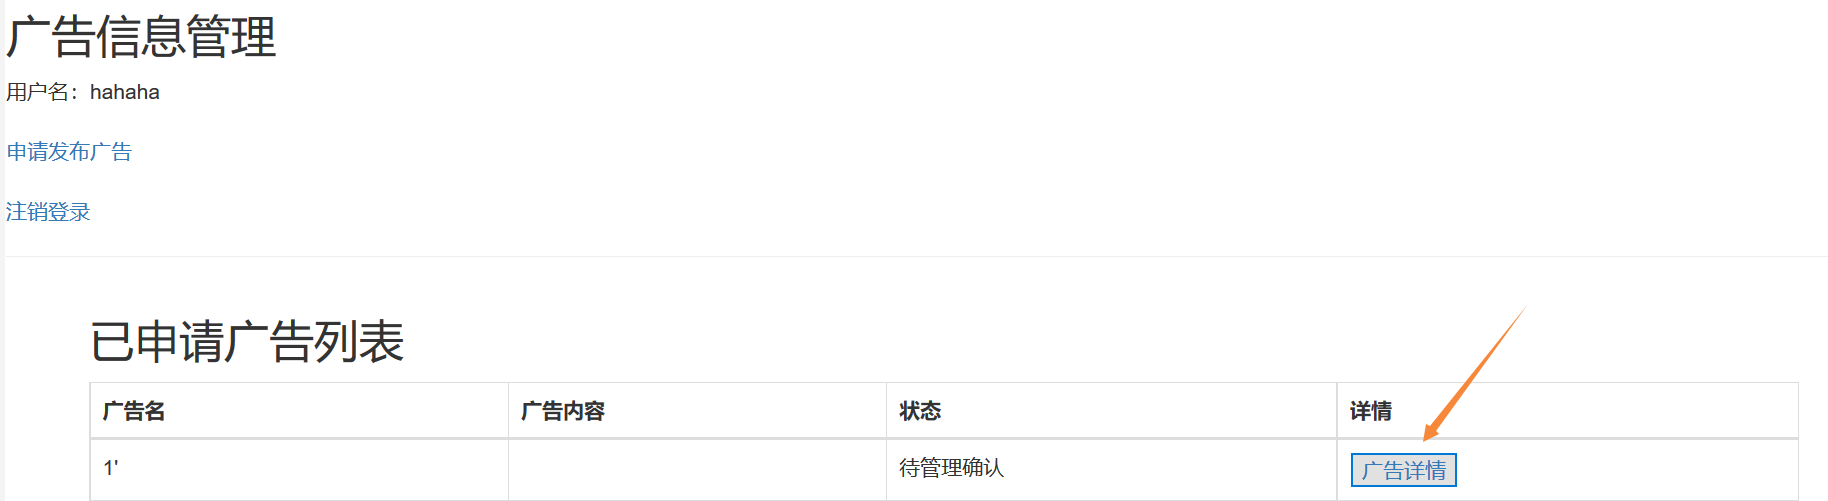 广告信息管理
用户名：hahaha
申请发布广告
注销登录
已申请广告列表
广告名 广告内容 状态 详情
1' 待管理确认 广告详情